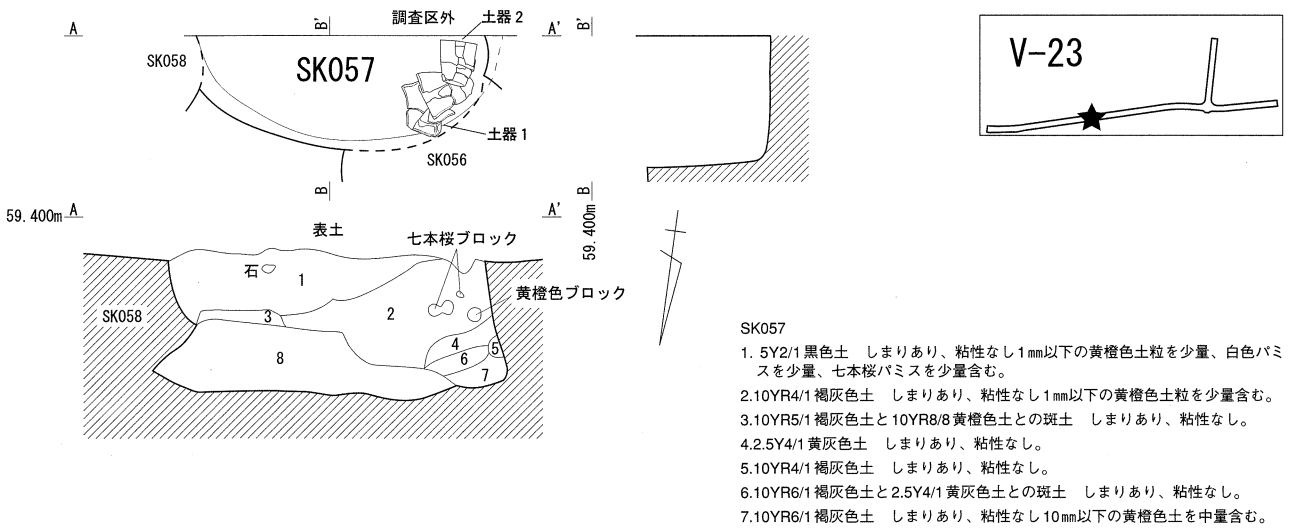 A
B'
調査区外
土器2
A'
B'
SK058
SK057
土器1
SK056
V-23
B
B
59.400m
A
A'
59.400m
表土
七本桜ブロック
石
1
2
黄橙色ブロック
SK058
3
4
5
6
7
8
SK057
1. 5Y2/1黒色土　しまりあり、粘性なし1㎜以下の黄橙色土粒を少量、白色パミ
スを少量、七本桜パミスを少量含む。
2.10YR4/1褐灰色土　しまりあり、粘性なし1㎜以下の黄橙色土粒を少量含む。
3.10YR5/1褐灰色土と10YR8/8黄橙色土との斑土　しまりあり、粘性なし。
4.2.5Y4/1黄灰色土　しまりあり、粘性なし。
5.10YR4/1褐灰色土　しまりあり、粘性なし。
6.10YR6/1褐灰色土と2.5Y4/1黄灰色土との斑土　しまりあり、粘性なし。
7.10YR6/1褐灰色土　しまりあり、粘性なし10㎜以下の黄橙色土を中量含む。